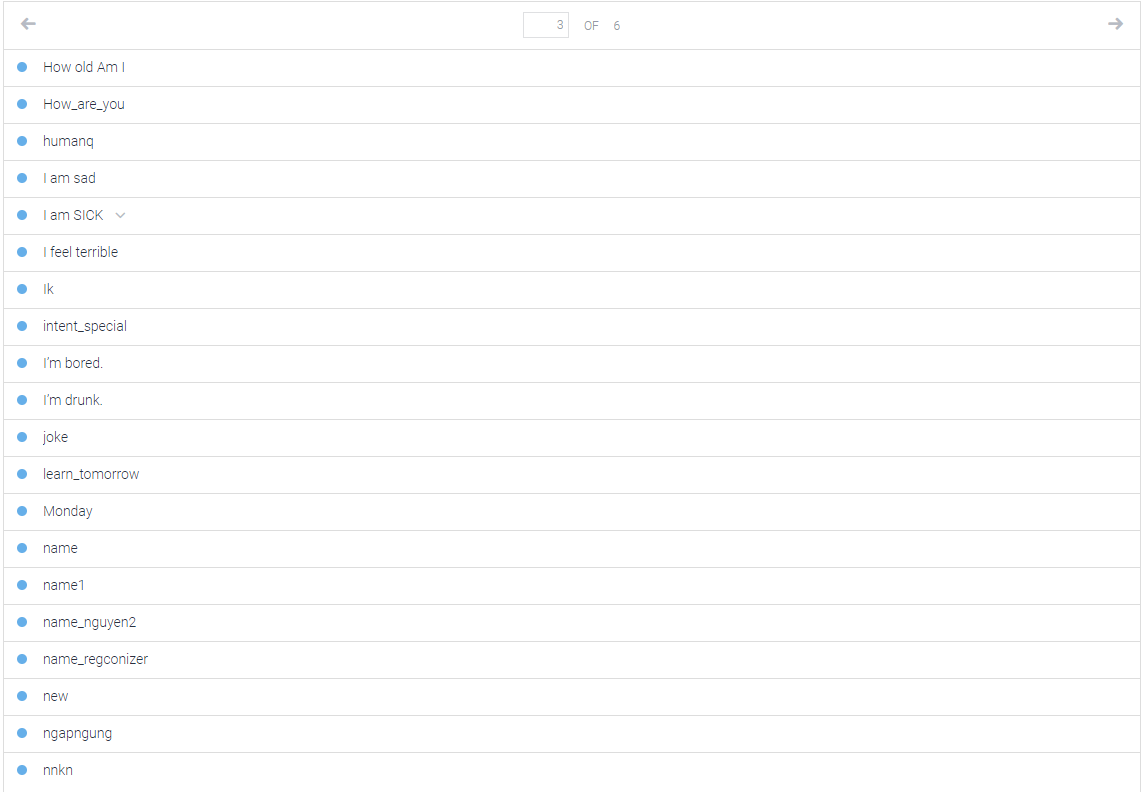 3 OF 6
How old Am I
How_are_you
humanq
I am sad
I am SICK
I feel terrible
Ik
intent_special
I'm bored.
I'm drunk.
joke
learn_tomorrow
Monday
name
name1
name_nguyen2
name_regconizer
new
ngapngung
nnkn